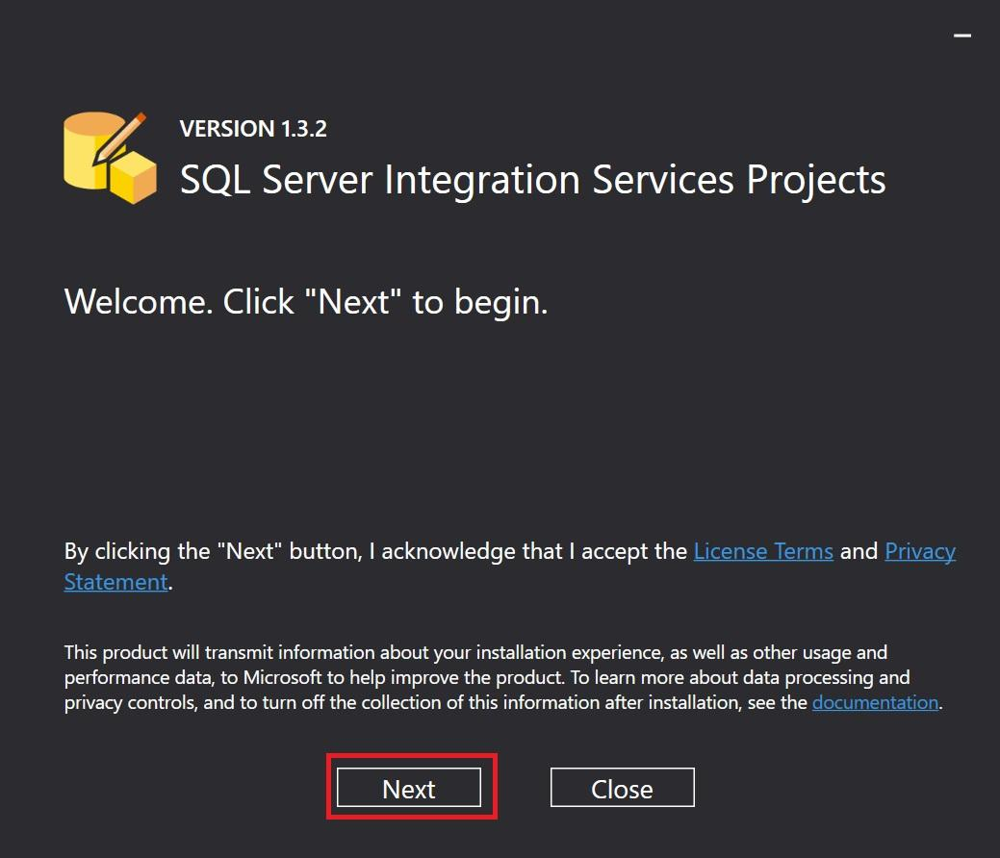 VERSION 1.3.2
SQL Server Integration Services Projects
Welcome. Click "Next" to begin.
By clicking the "Next" button, I acknowledge that I accept the License Terms and Privacy
Statement.
This product will transmit information about your installation experience, as well as other usage and
performance data, to Microsoft to help improve the product. To learn more about data processing and
privacy controls, and to turn off the collection of this information after installation, see the documentation.
Next
Close